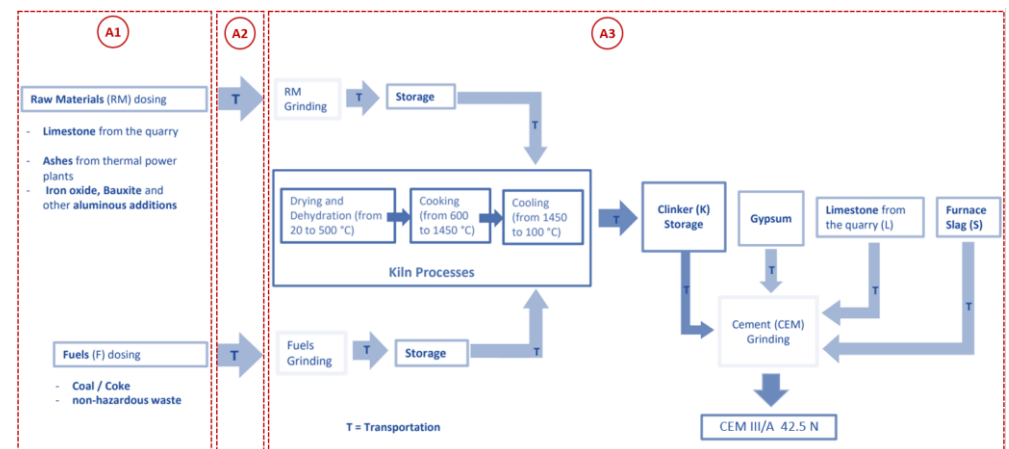 A1
A2
A3
Raw Materials (RM) dosing
- Limestone from the quarry
- Ashes from thermal power
plants
- Iron oxide, Bauxite and
other aluminous additions
T
RM
Grinding
T
Storage
T
Drying and
Dehydration (from
20 to 500 °C)
Cooking
(from 600
to 1450 °C)
Cooling
(from 1450
to 100 °C)
Kiln Processes
T
Clinker (K)
Storage
Gypsum
Limestone from
the quarry (L)
Furnace
Slag (S)
T
T
T
T
Cement (CEM)
Grinding
Fuels (F) dosing
- Coal / Coke
- non-hazardous waste
T
Fuels
Grinding
T
Storage
T
T = Transportation
CEM III/A 42.5 N